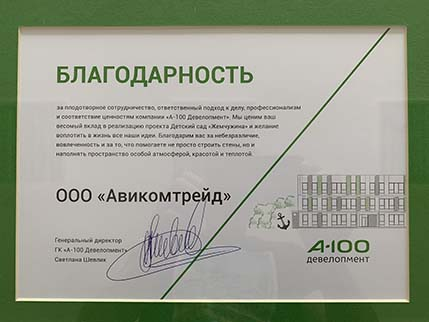 БЛАГОДАРНОСТЬ
за плодотворное сотрудничество, ответственный подход к делу, профессионализм
и соответствие ценностям компании «А-100 Девелопмент». Мы ценим ваш
весомый вклад в реализацию проекта Детский сад «Жемчужина» и желание
воплотить в жизнь все наши идеи. Благодарим вас за небезразличие,
вовлеченность и за то, что помогаете не просто строить стены, но и
наполнять пространство особой атмосферой, красотой и теплотой.
ООО «Авикомтрейд»
Генеральный директор
ГК «А-100 Девелопмент»
Светлана Шевлик
А-100
девелопмент